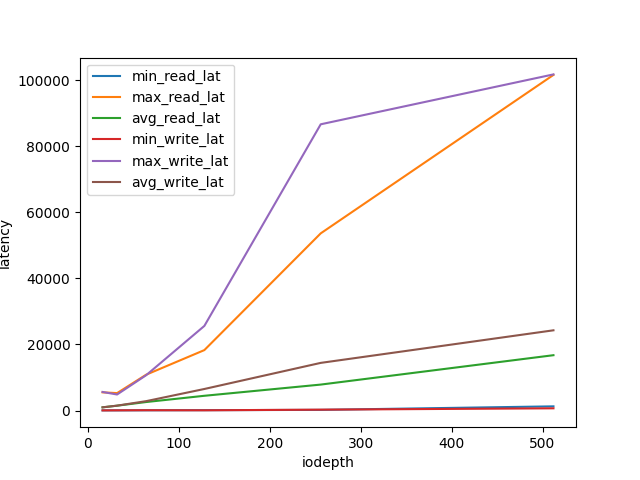 min_read_lat
max_read_lat
avg_read_lat
min_write_lat
max_write_lat
avg_write_lat
100000
80000
60000
40000
20000
0
latency
0 100 200 300 400 500
iodepth